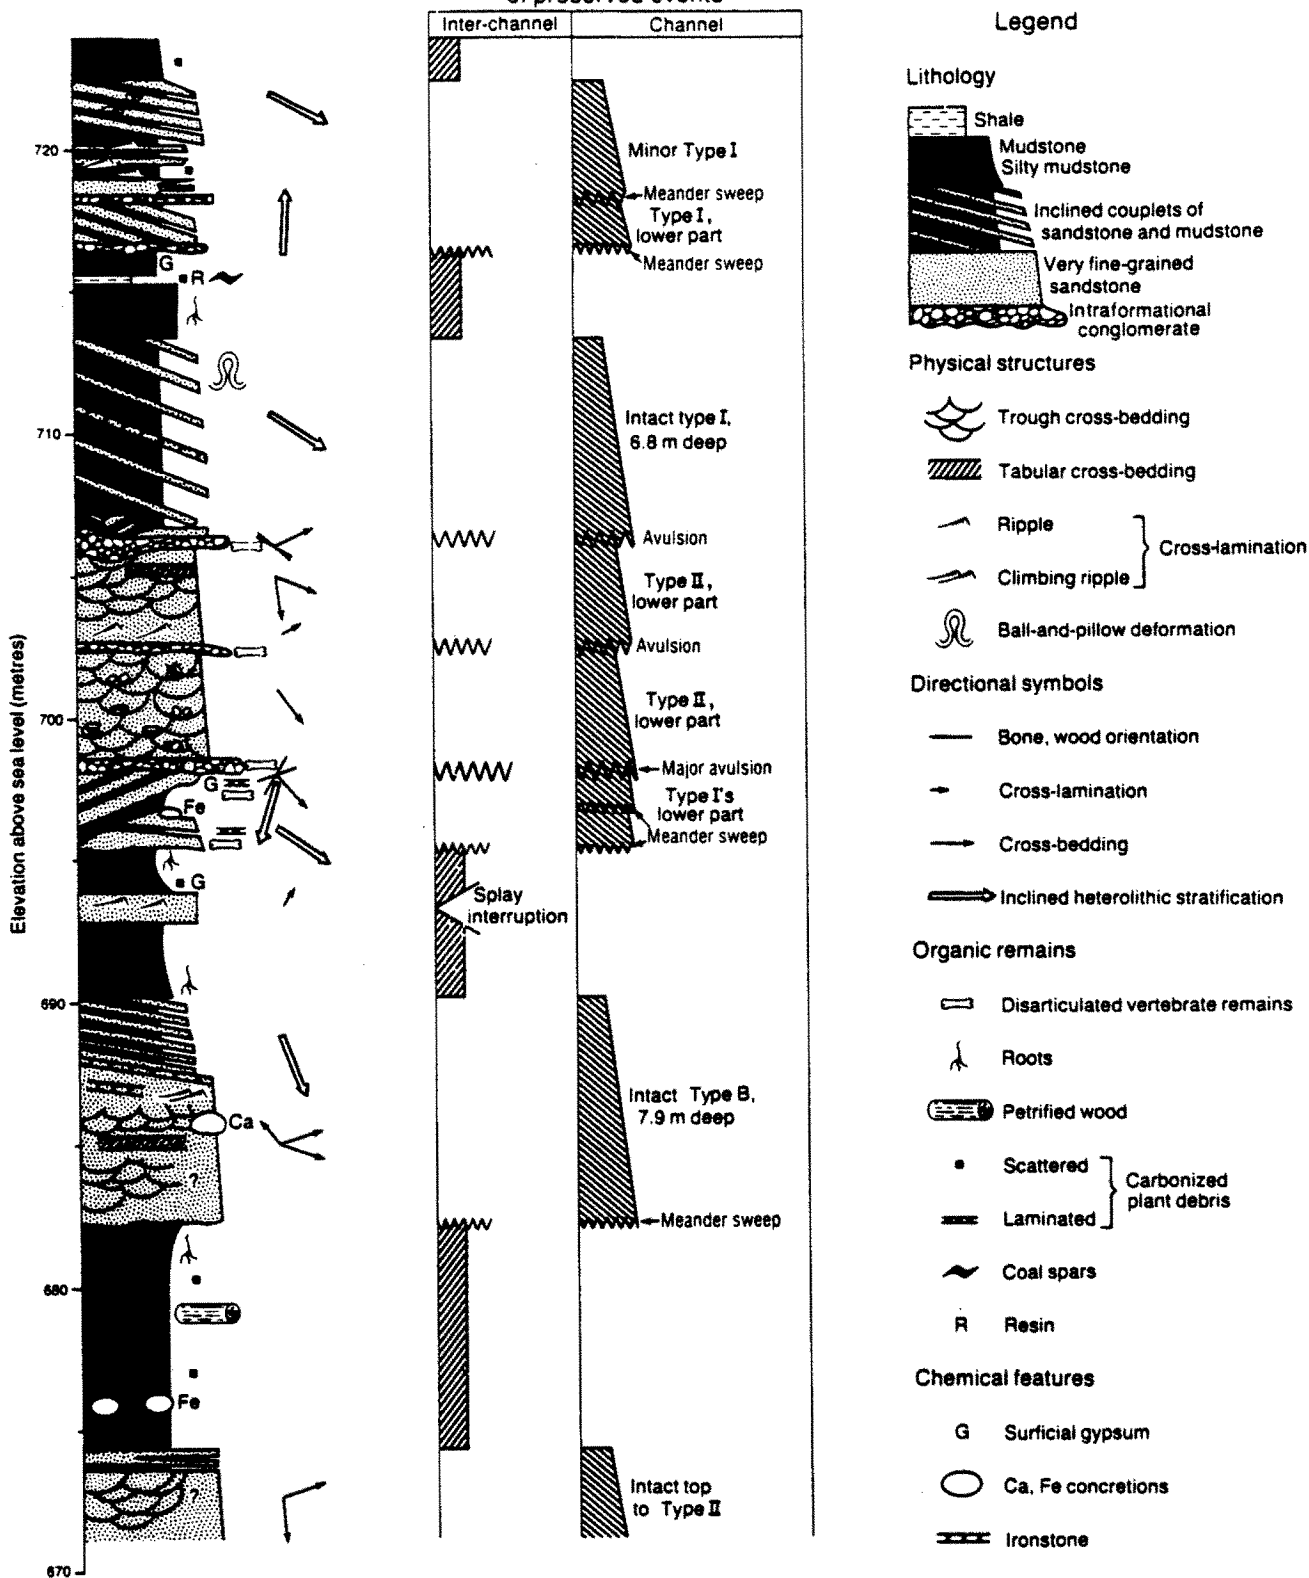 of preserved events
Inter-channel
Channel
Legend
Lithology
Shale
Mudstone
Silty mudstone
Inclined couplets of
sandstone and mudstone
Very fine-grained
sandstone
Intraformational
conglomerate
Physical structures
Trough cross-bedding
Tabular cross-bedding
Ripple
Climbing ripple
Cross-lamination
Ball-and-pillow deformation
Directional symbols
Bone, wood orientation
Cross-lamination
Cross-bedding
Inclined heterolithic stratification
Organic remains
Disarticulated vertebrate remains
Roots
Petrified wood
Scattered
Laminated
Carbonized
plant debris
Coal spars
R Resin
Chemical features
G Surficial gypsum
Ca, Fe concretions
Ironstone
Elevation above sea level (metres)
720
710
700
690
680
670
G
R
G
Fe
G
Ca
?
Fe
?
Minor Type I
Meander sweep
Type I,
lower part
Meander sweep
Intact type I,
6.8 m deep
Avulsion
Type II,
lower part
Avulsion
Type II,
lower part
Major avulsion
Type I's
lower part
Meander sweep
Splay
interruption
Intact Type B,
7.9 m deep
Meander sweep
Intact top
to Type II